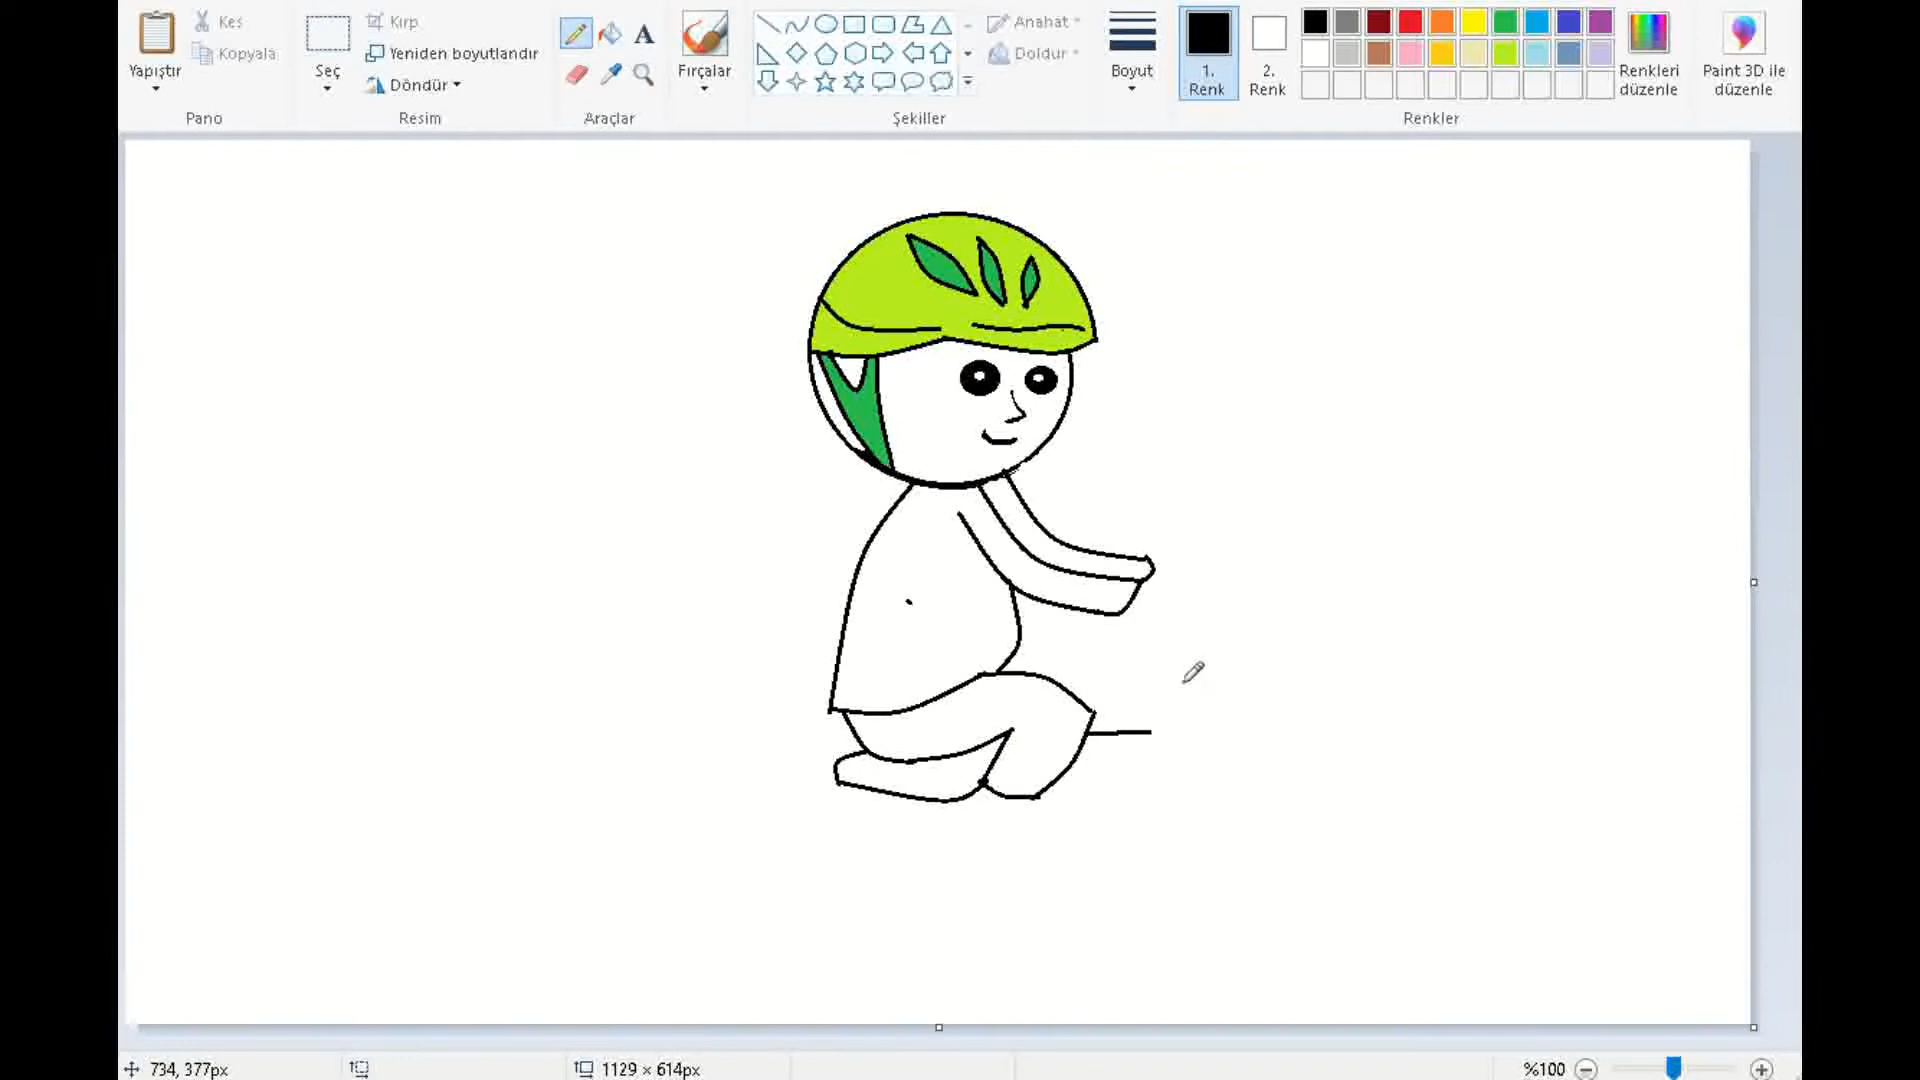 Yapıştır
Kes
Kopyala
Pano
Seç
Kırp
Yeniden boyutlandır
Döndür
Resim
A
Araçlar
Fırçalar
Şekiller
Anahat
Doldur
Boyut
1.
Renk
2.
Renk
Renkler
Renkleri
düzenle
Paint 3D ile
düzenle
734, 377px
1129 × 614px
%100